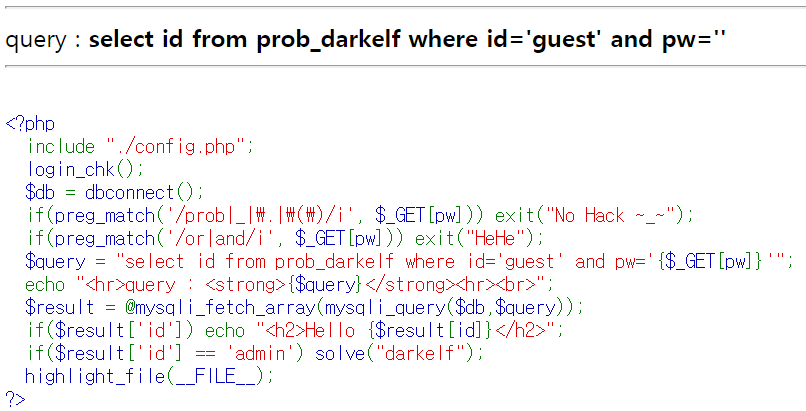 query : select id from prob_darkelf where id='guest' and pw=''
<?php
include "./config.php";
login_chk();
$db = dbconnect();
if(preg_match('/prob|_|₩.|₩(₩)/i', $_GET[pw])) exit("No Hack ~_~");
if(preg_match('/or|and/i', $_GET[pw])) exit("HeHe");
$query = "select id from prob_darkelf where id='guest' and pw='{$_GET[pw]}'";
echo "<hr>query : <strong>{$query}</strong><hr><br>";
$result = @mysqli_fetch_array(mysqli_query($db,$query));
if($result['id']) echo "<h2>Hello {$result[id]}</h2>";
if($result['id'] == 'admin') solve("darkelf");
highlight_file(__FILE__);
?>